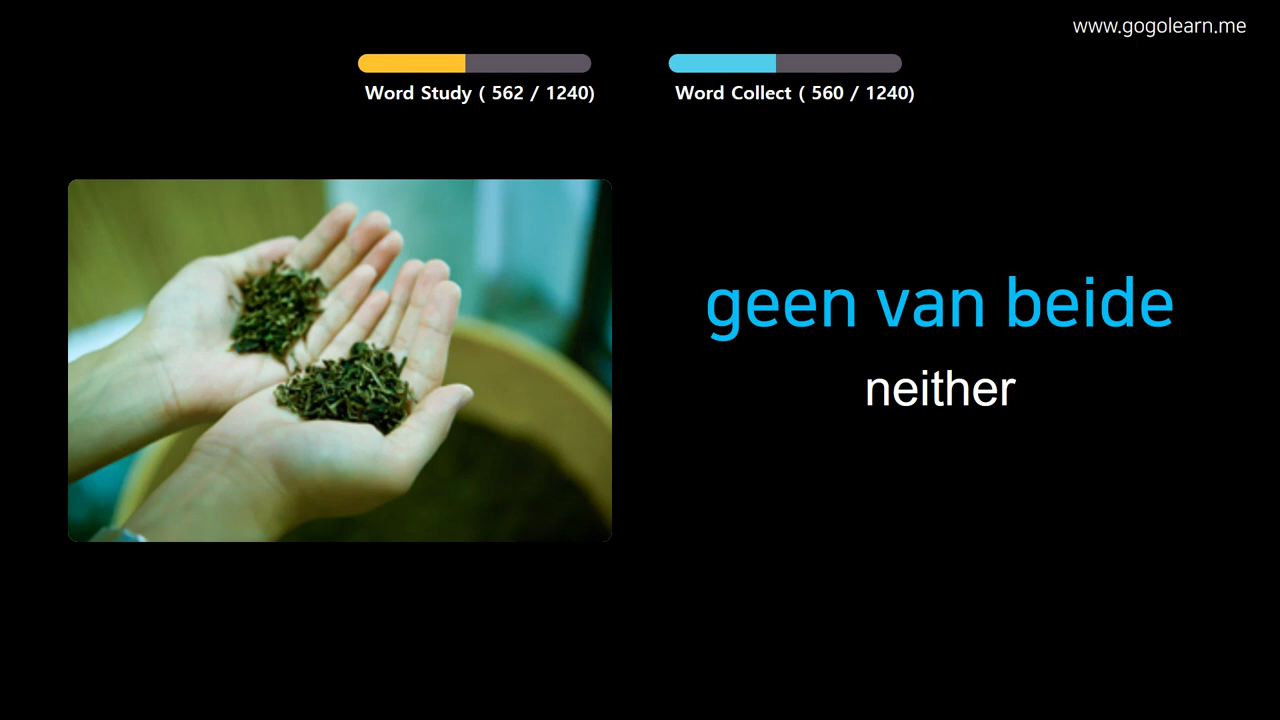 www.gogolearn.me
Word Study ( 562 / 1240)
Word Collect ( 560 / 1240)
geen van beide
neither